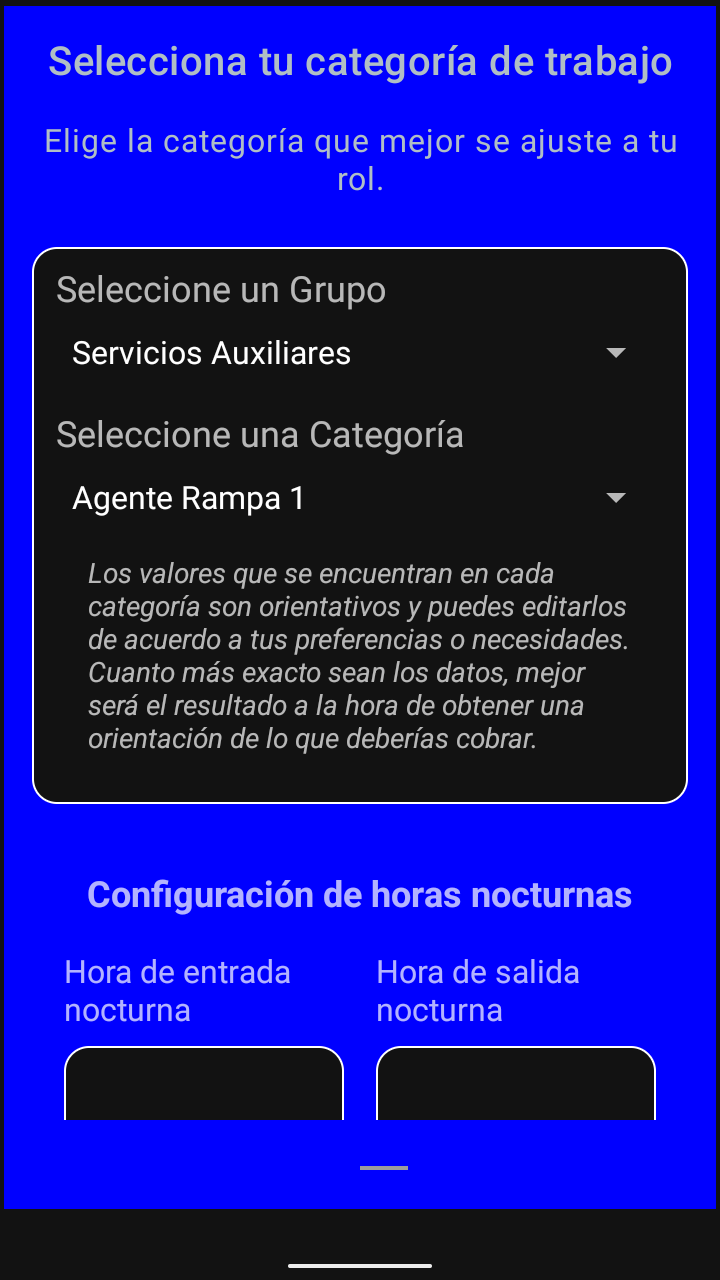 Selecciona tu categoría de trabajo
Elige la categoría que mejor se ajuste a tu
rol.
Seleccione un Grupo
Servicios Auxiliares
Seleccione una Categoría
Agente Rampa 1
Los valores que se encuentran en cada
categoría son orientativos y puedes editarlos
de acuerdo a tus preferencias o necesidades.
Cuanto más exacto sean los datos, mejor
será el resultado a la hora de obtener una
orientación de lo que deberías cobrar.
Configuración de horas nocturnas
Hora de entrada
nocturna
Hora de salida
nocturna